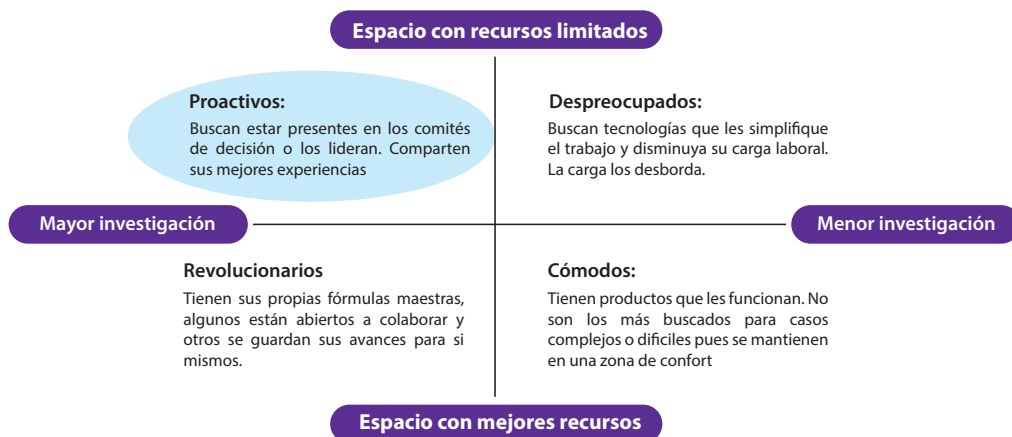 Espacio con recursos limitados
Proactivos:
Buscan estar presentes en los comités
de decisión o los lideran. Comparten
sus mejores experiencias
Despreocupados:
Buscan tecnologías que les simplifique
el trabajo y disminuya su carga laboral.
La carga los desborda.
Mayor investigación
Menor investigación
Revolucionarios
Tienen sus propias fórmulas maestras,
algunos están abiertos a colaborar y
otros se guardan sus avances para si
mismos.
Cómodos:
Tienen productos que les funcionan. No
son los más buscados para casos
complejos o dificiles pues se mantienen
en una zona de confort
Espacio con mejores recursos